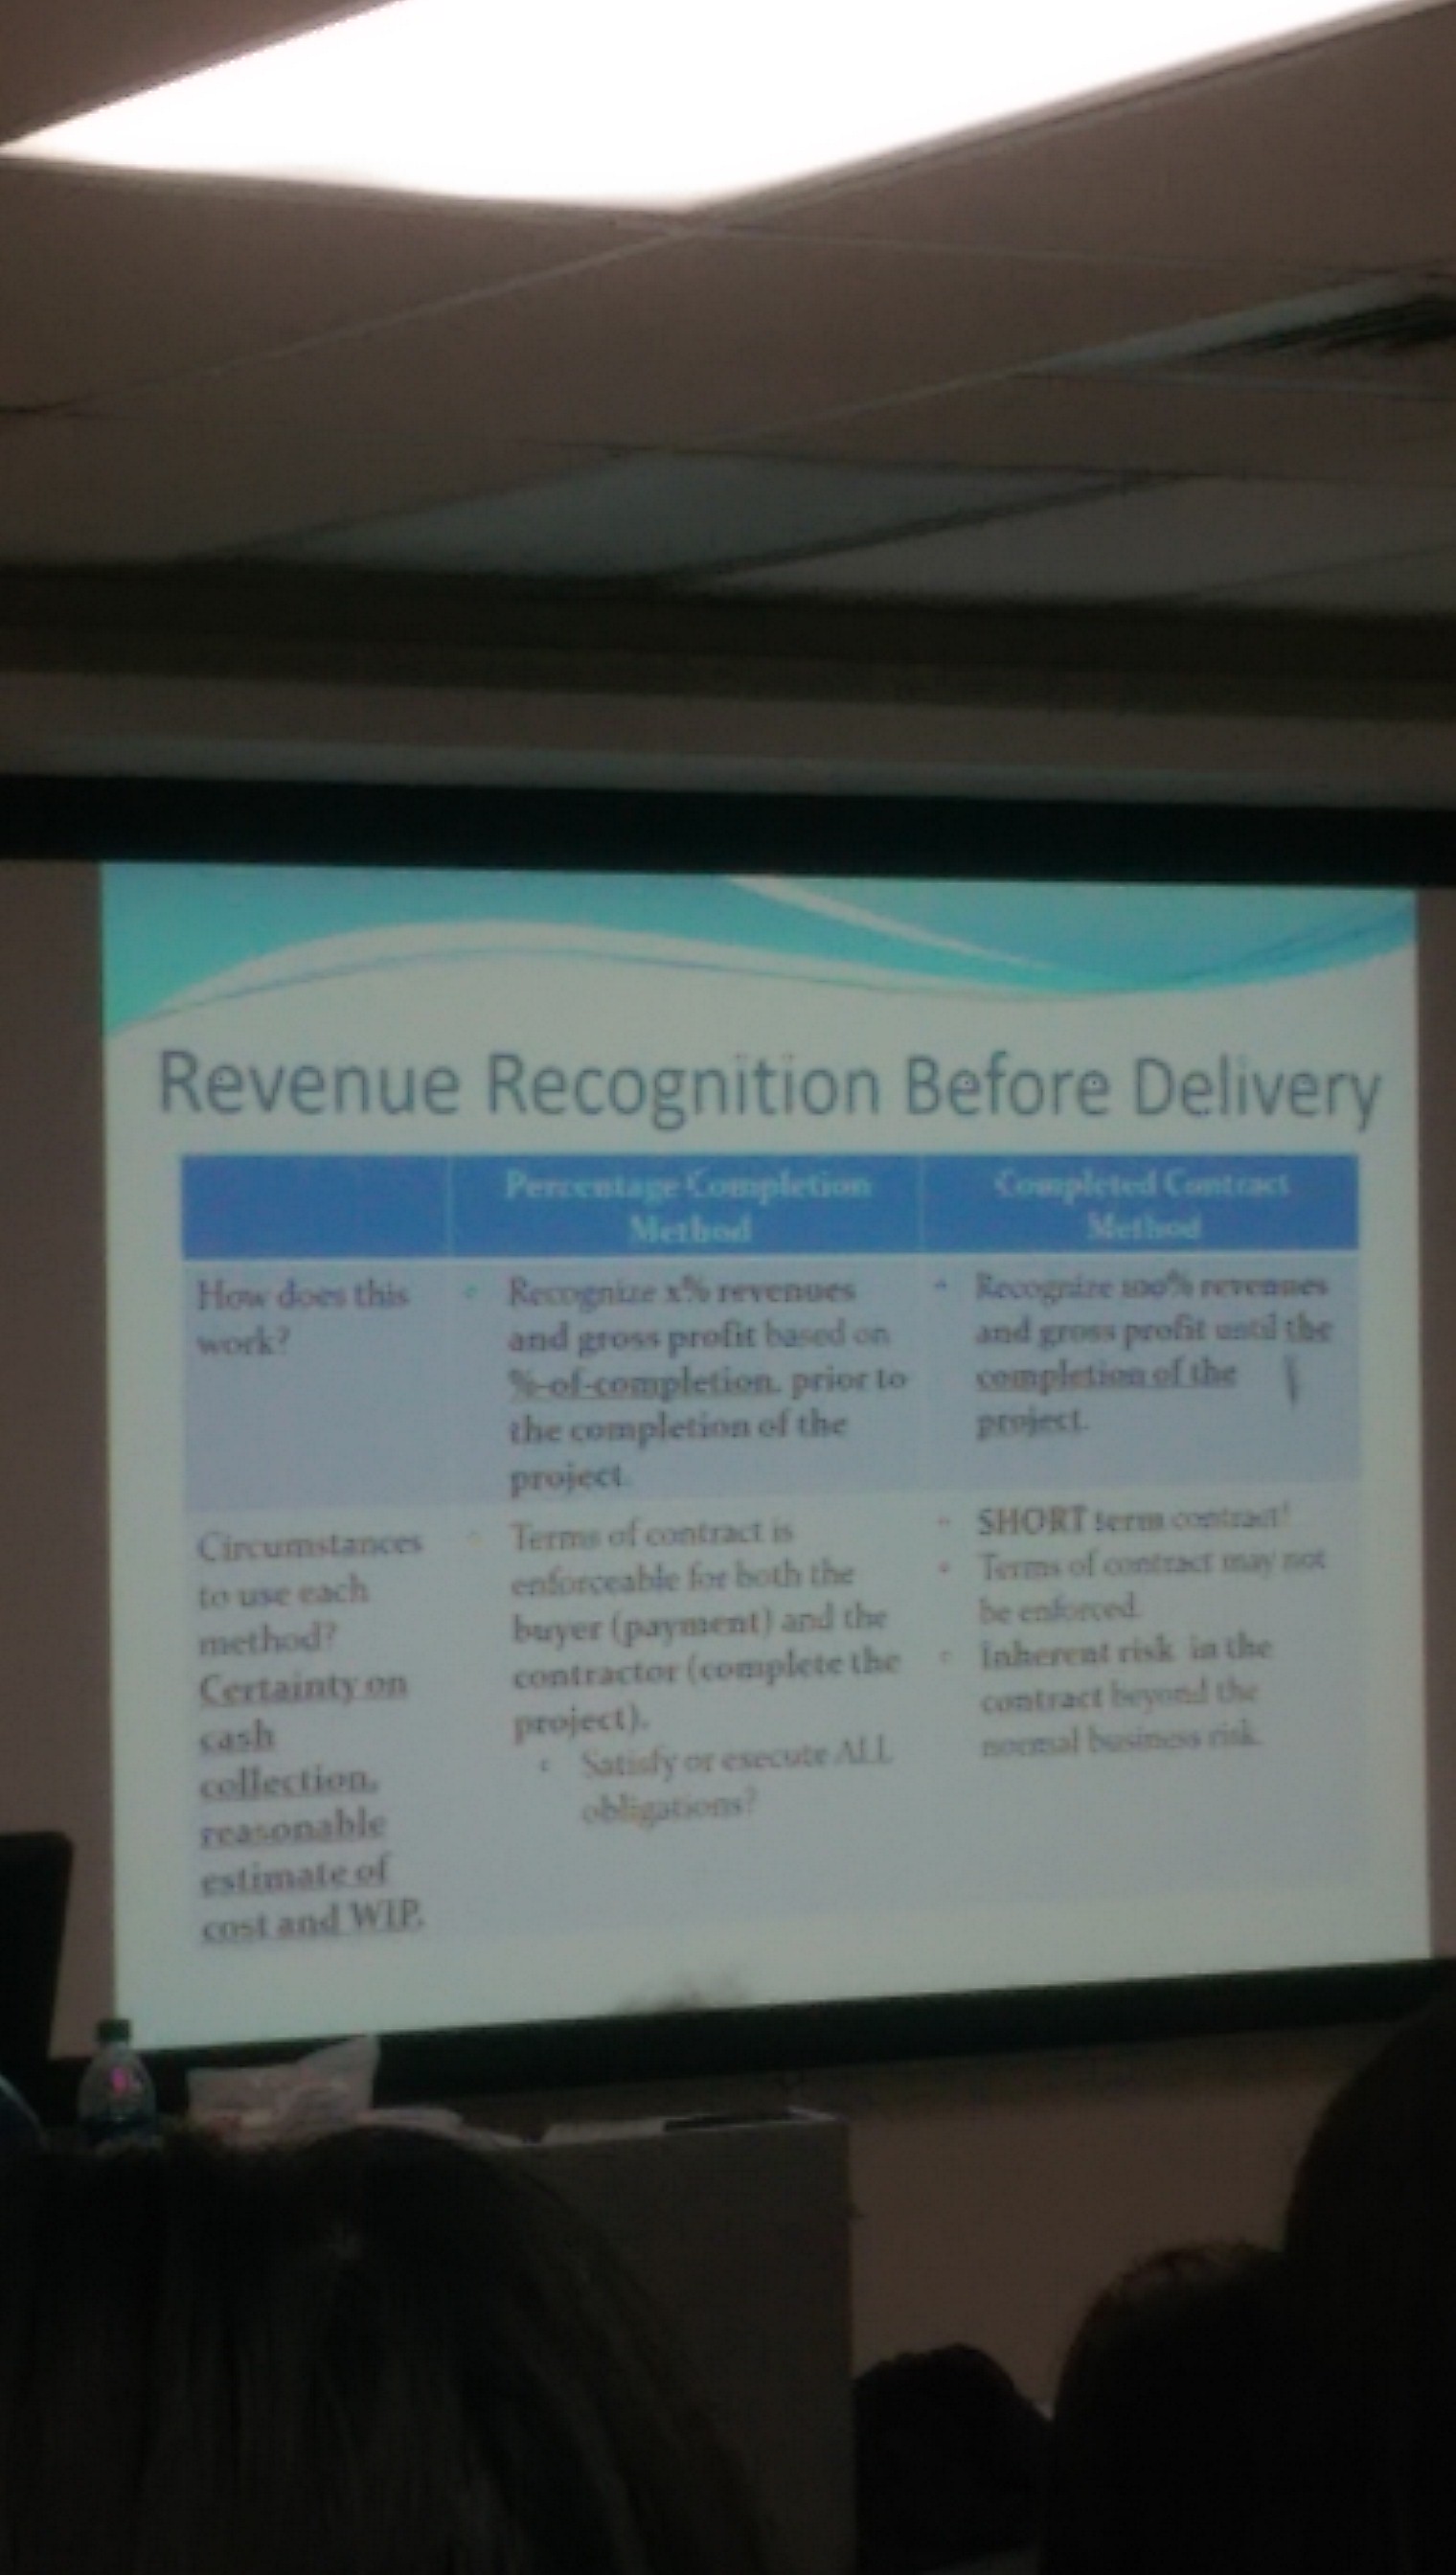 Revenue Recognition Before Delivery
Percentage Completion
Method
Completed Contract
Method
How does this
work?
Recognize x% revenues
and gross profit based on
%-of-completion, prior to
the completion of the
project.
Recognize 100% revenues
and gross profit until the
completion of the
project.
Circumstances
to use each
method?
Certainty on
cash
collection,
reasonable
estimate of
cost and WIP.
Terms of contract is
enforceable for both the
buyer (payment) and the
contractor (complete the
project).
Satisfy or execute ALL
obligations?
SHORT term contract!
Terms of contract may not
be enforced.
Inherent risk in the
contract beyond the
normal business risk.